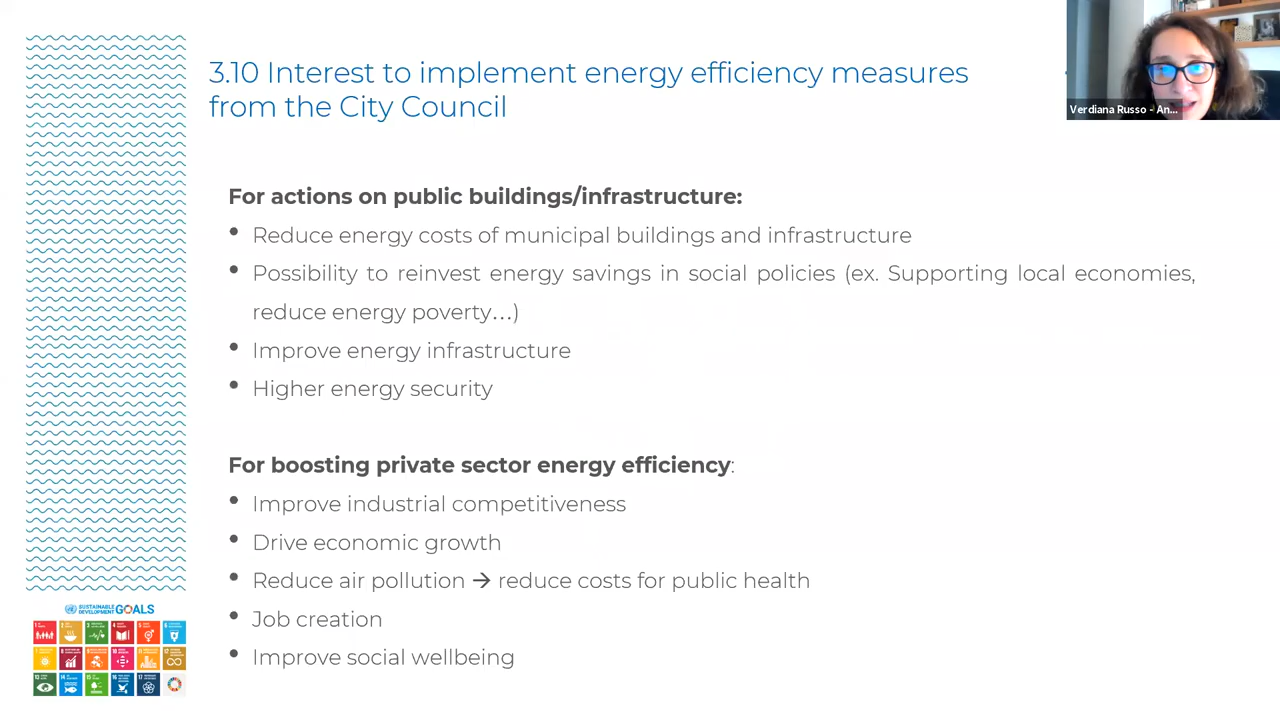 3.10 Interest to implement energy efficiency measures
from the City Council
Verdiana Russo - An...
For actions on public buildings/infrastructure:
• Reduce energy costs of municipal buildings and infrastructure
• Possibility to reinvest energy savings in social policies (ex. Supporting local economies,
reduce energy poverty…)
• Improve energy infrastructure
• Higher energy security
For boosting private sector energy efficiency:
• Improve industrial competitiveness
• Drive economic growth
• Reduce air pollution → reduce costs for public health
• Job creation
• Improve social wellbeing
SUSTAINABLE
DEVELOPMENT GOALS